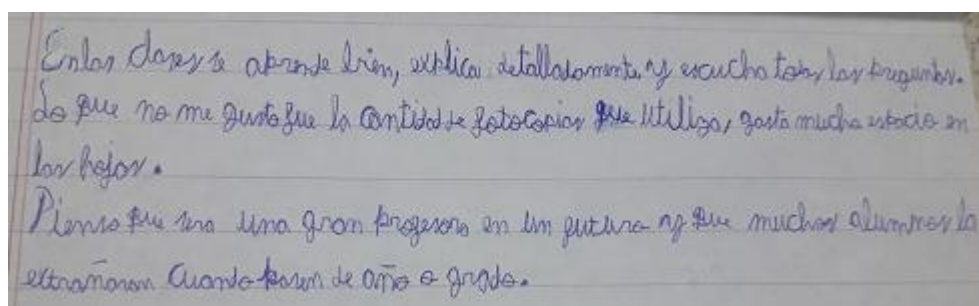 En las clases se aprende bien, explica detalladamente y escucha todas las preguntas.
Lo que no me gustó fue la cantidad de fotocopias que utiliza, gasta mucho espacio en
las hojas.
Pienso que sera una gran profesora en un futuro y que muchos alumnos la
extrañaran cuando pasen de año o grado.